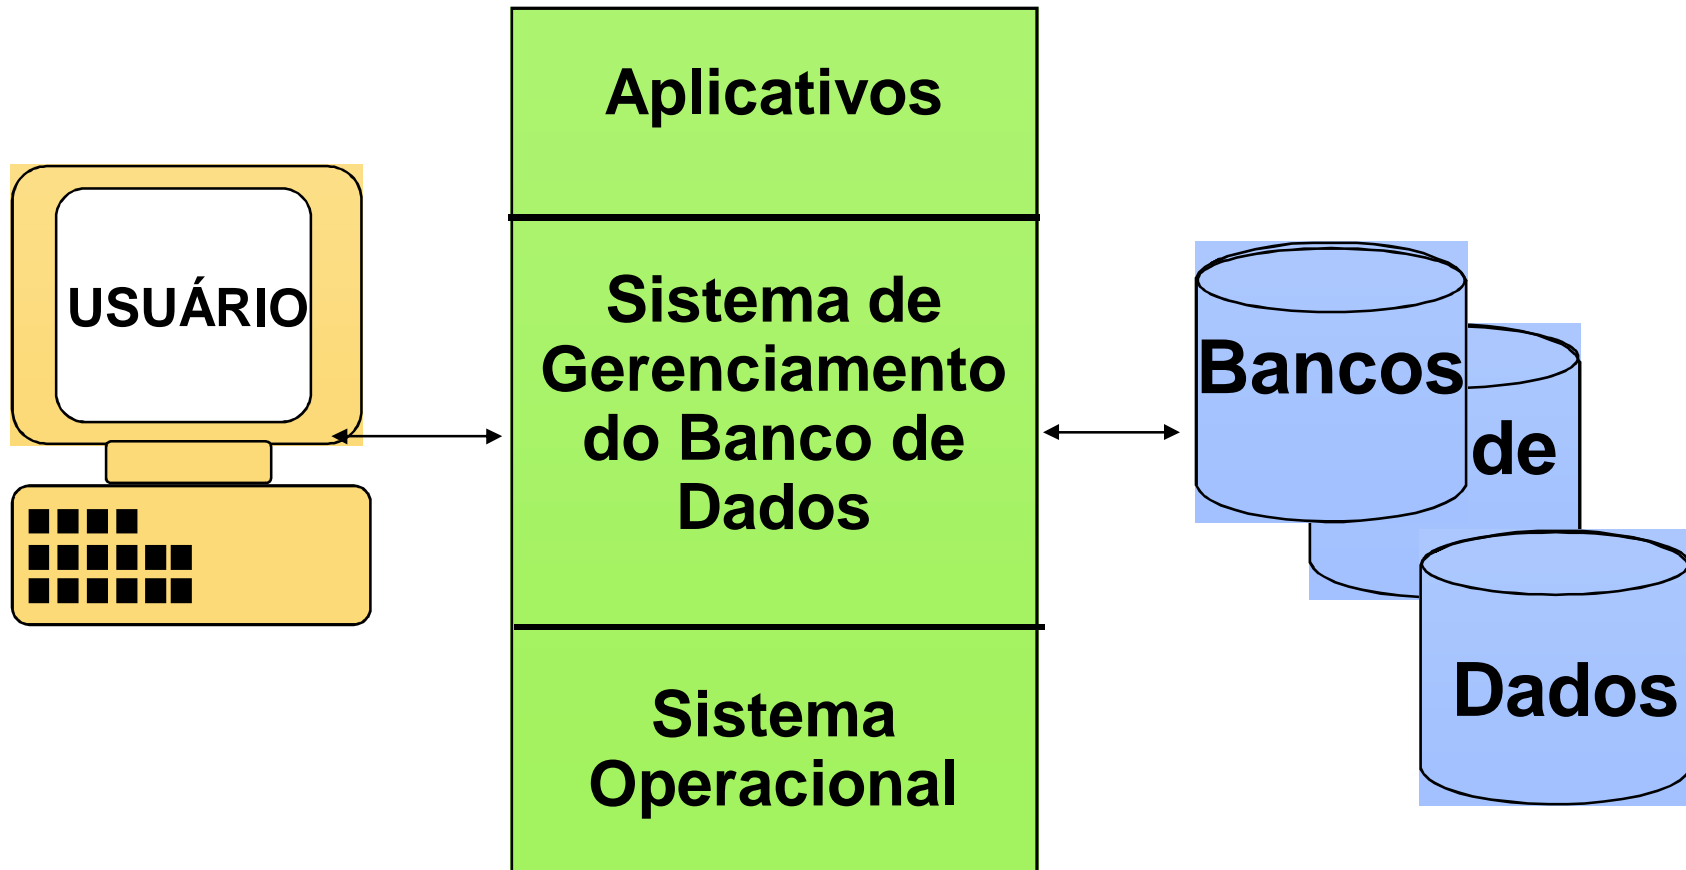 Aplicativos
USUÁRIO
Sistema de
Gerenciamento
do Banco de
Dados
Sistema
Operacional
Bancos
de
Dados